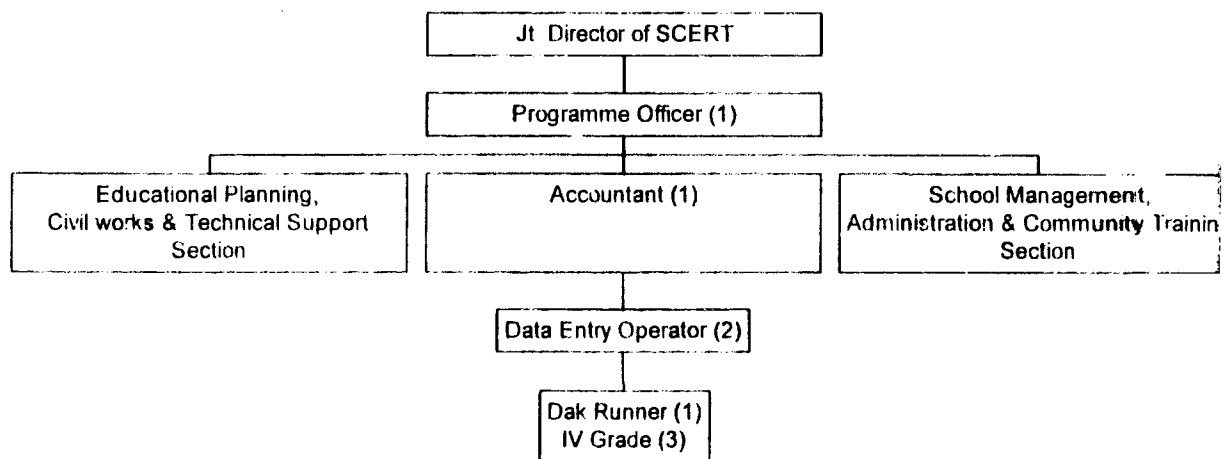 Jt Director of SCERT
Programme Officer (1)
Educational Planning,
Civil works & Technical Support
Section
Accountant (1)
School Management,
Administration & Community Trainin
Section
Data Entry Operator (2)
Dak Runner (1)
IV Grade (3)